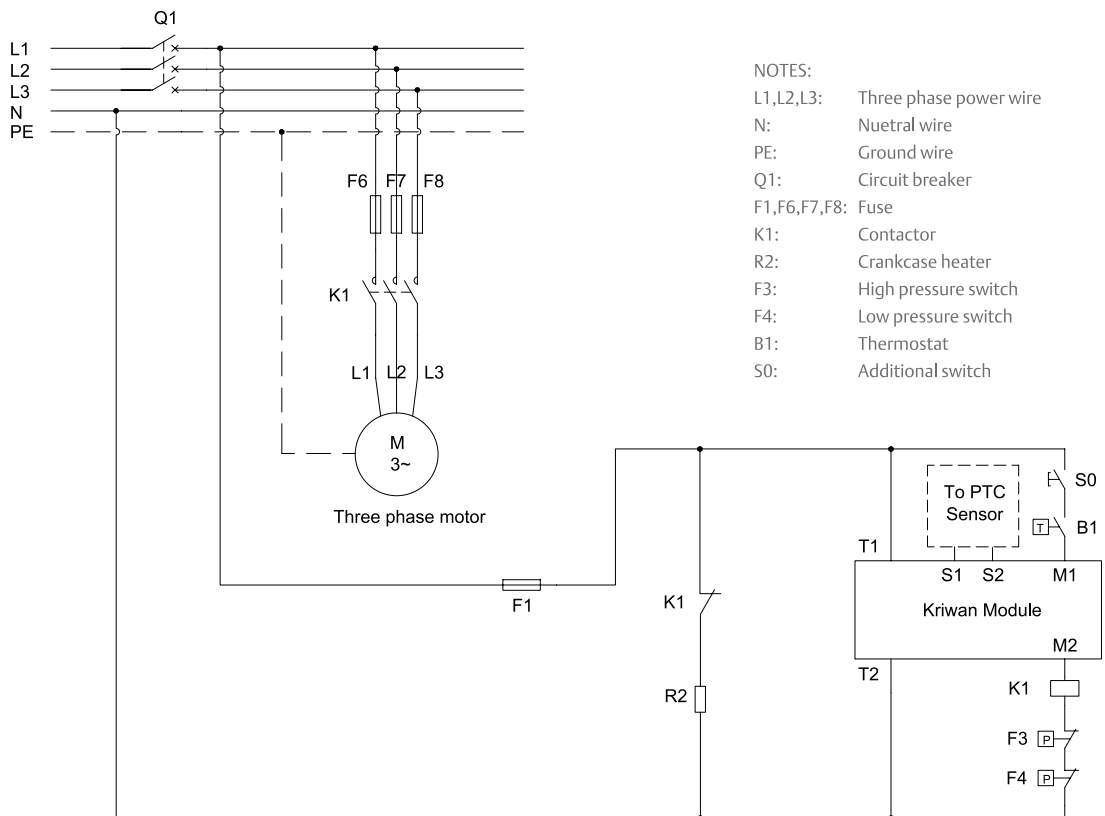 Q1
L1
L2
L3
N
PE
NOTES:
L1,L2,L3: Three phase power wire
N: Nuetral wire
PE: Ground wire
Q1: Circuit breaker
F1,F6,F7,F8: Fuse
K1: Contactor
R2: Crankcase heater
F3: High pressure switch
F4: Low pressure switch
B1: Thermostat
S0: Additional switch
F6 F7 F8
K1
L1 L2 L3
M
3~
Three phase motor
F1
K1
R2
To PTC
Sensor
S0
T B1
T1
S1 S2 M1
Kriwan Module
M2
T2
K1
F3 P
F4 P